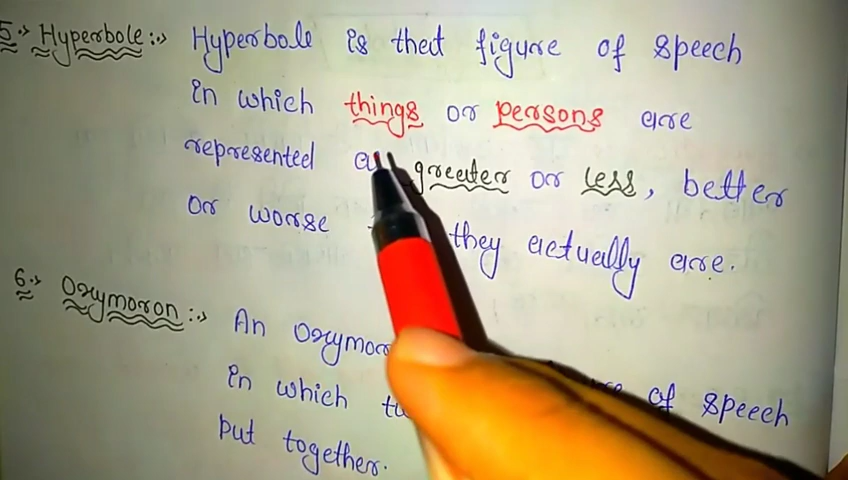 5. Hyperbole :- Hyperbole is that figure of speech
in which things or persons are
represented as greater or less, better
or worse they actually are.
6. Oxymoron :- An Oxymor
in which of speech
put together.